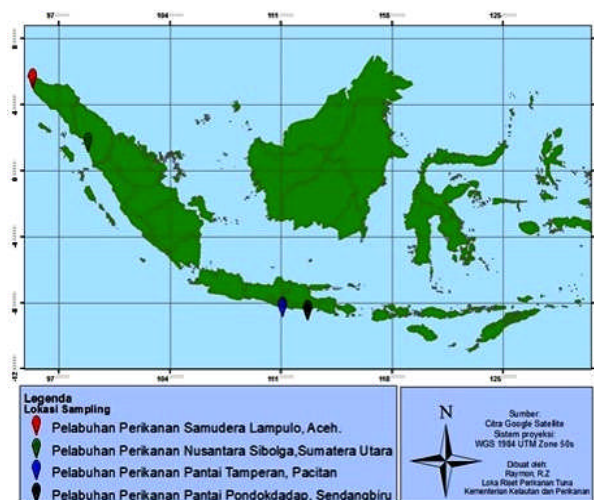 97 104 111 118 125
97 104 111 118 125
-12
Legenda
Lokasi Sampling
Pelabuhan Perikanan Samudera Lampulo, Aceh.
Pelabuhan Perikanan Nusantara Sibolga,Sumatera Utara
Pelabuhan Perikanan Pantai Tamperan, Pacitan
Pelabuhan Perikanan Pantai Pondokdadap, Sendangbiru
N
Sumber:
Citra Google Satellite
Sistem proyeksi:
WGS 1984 UTM Zone 50s
Dibuat oleh:
Raymon, R.Z
Loka Riset Perikanan Tuna
Kementerian Kelautan dan Perikanan